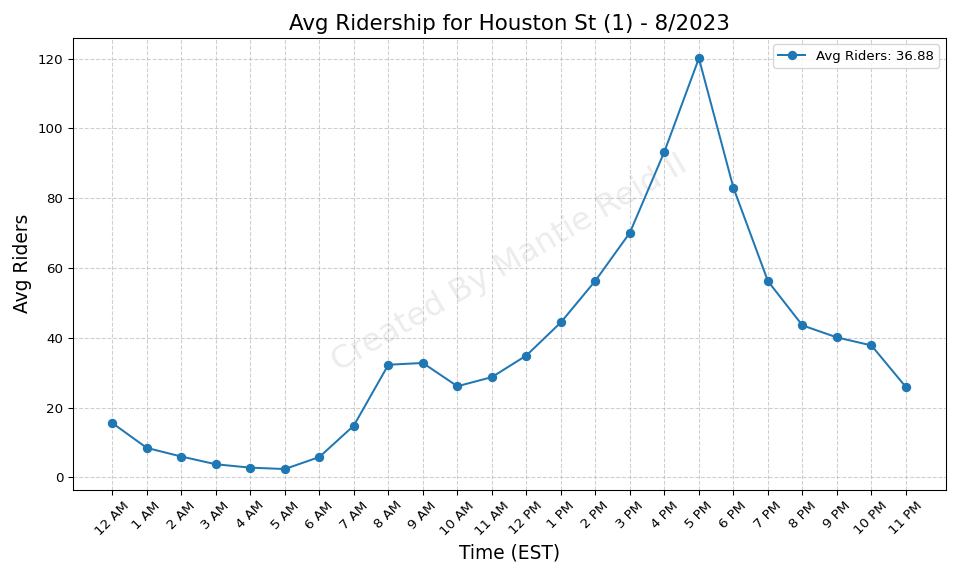 Avg Ridership for Houston St (1) - 8/2023
Avg Riders: 36.88
120
100
80
60
40
20
0
Avg Riders
Created By Mantle Reid II
12 AM 1 AM 2 AM 3 AM 4 AM 5 AM 6 AM 7 AM 8 AM 9 AM 10 AM 11 AM 12 PM 1 PM 2 PM 3 PM 4 PM 5 PM 6 PM 7 PM 8 PM 9 PM 10 PM 11 PM
Time (EST)